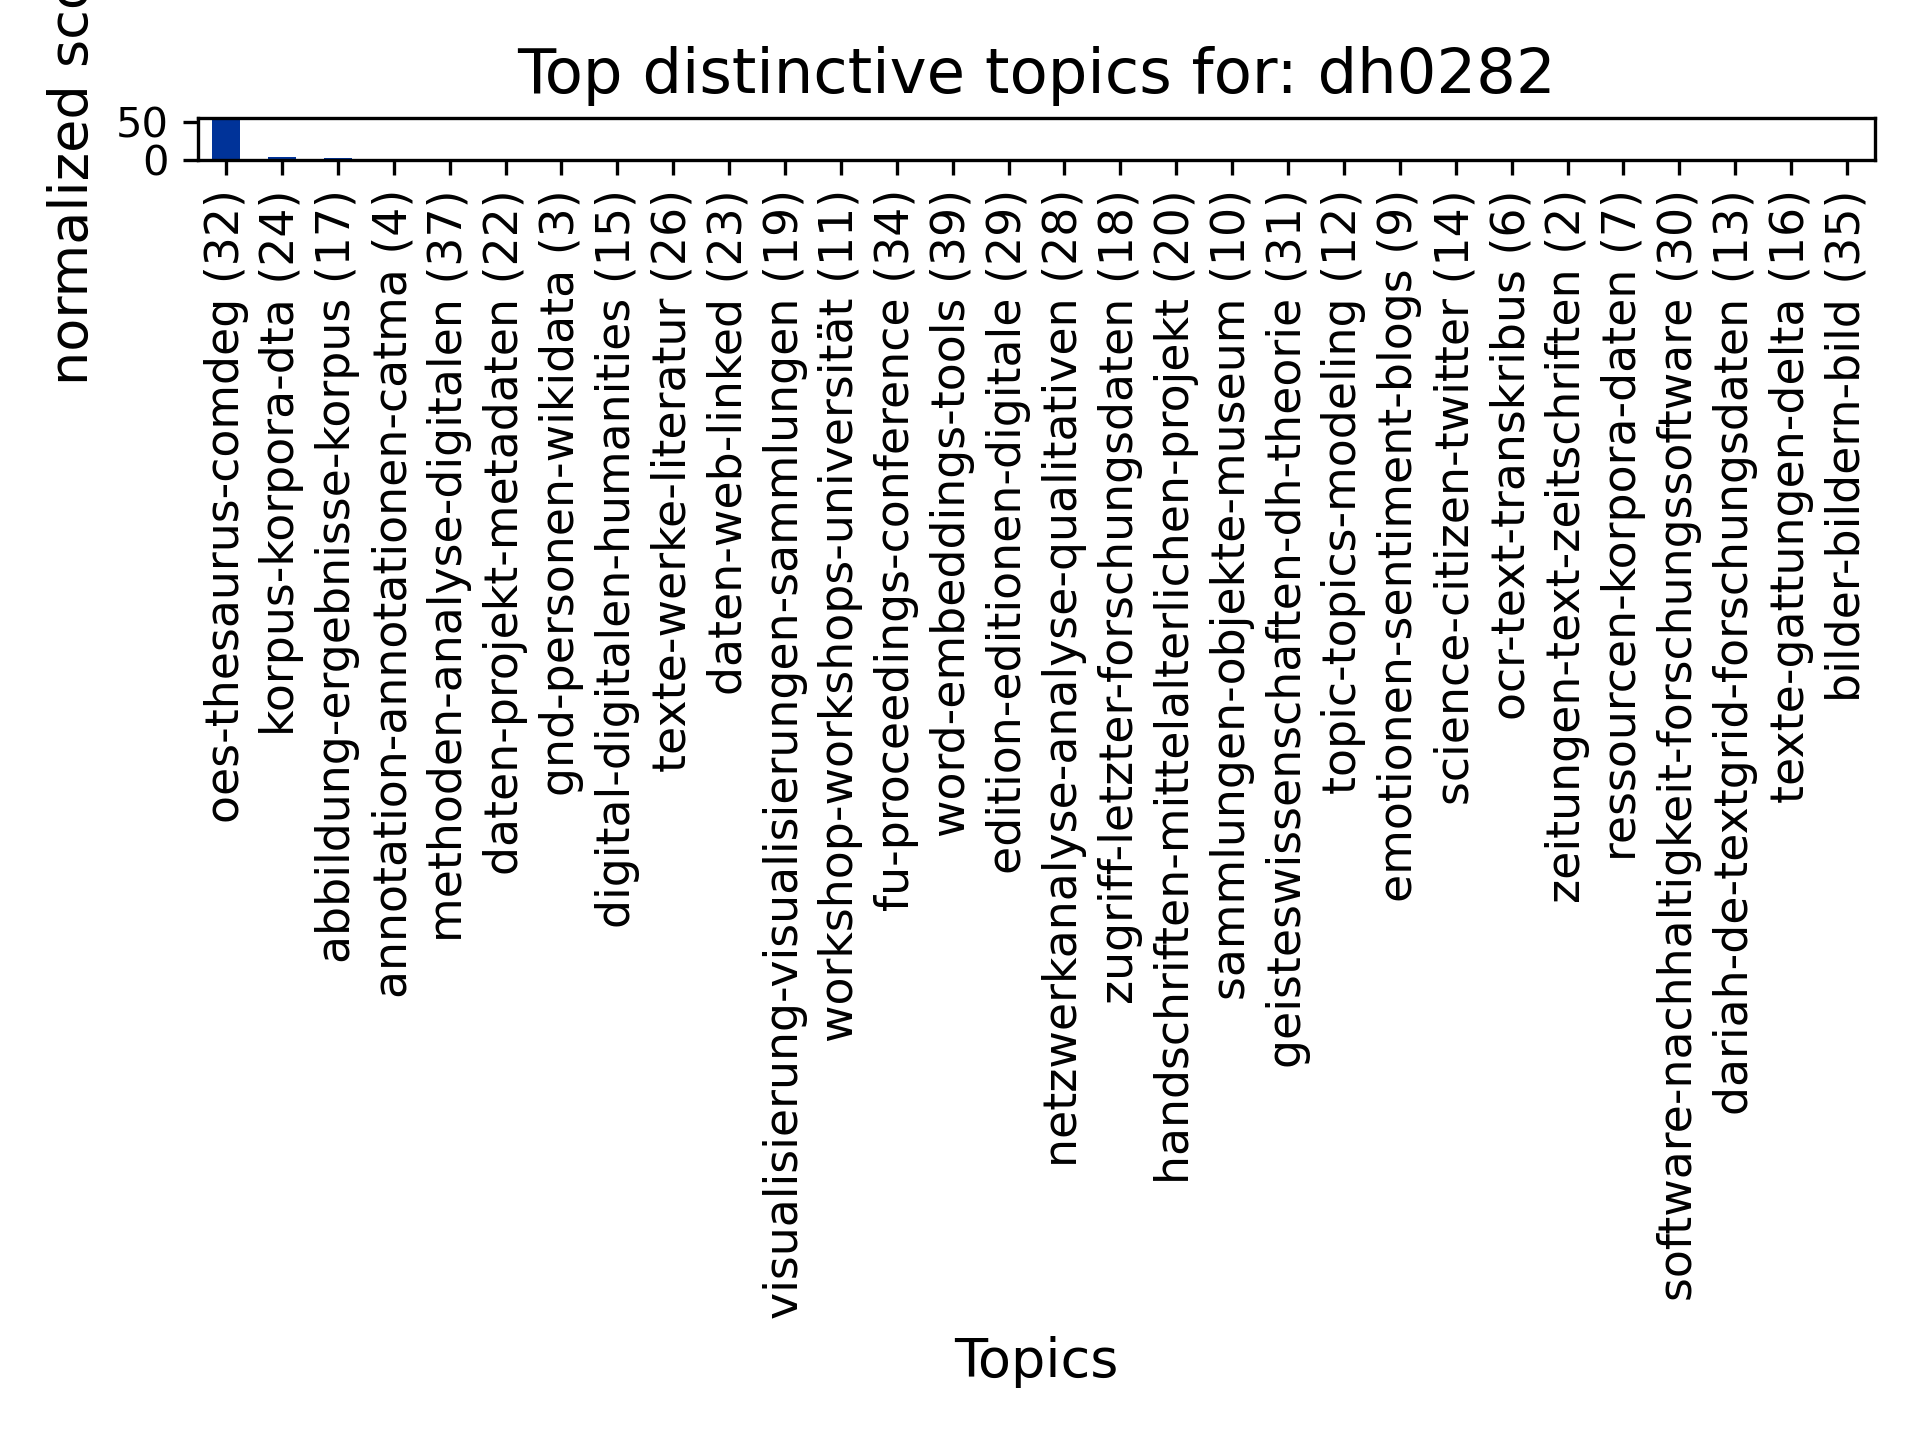 Top distinctive topics for: dh0282
normalized sco
50
0
oes-thesaurus-comdeg (32)
korpus-korpora-dta (24)
abbildung-ergebnisse-korpus (17)
annotation-annotationen-catma (4)
methoden-analyse-digitalen (37)
daten-projekt-metadaten (22)
gnd-personen-wikidata (3)
digital-digitalen-humanities (15)
texte-werke-literatur (26)
daten-web-linked (23)
visualisierung-visualisierungen-sammlungen (19)
workshop-workshops-universität (11)
fu-proceedings-conference (34)
word-embeddings-tools (39)
edition-editionen-digitale (29)
netzwerkanalyse-analyse-qualitativen (28)
zugriff-letzter-forschungsdaten (18)
handschriften-mittelalterlichen-projekt (20)
sammlungen-objekte-museum (10)
geisteswissenschaften-dh-theorie (31)
topic-topics-modeling (12)
emotionen-sentiment-blogs (9)
science-citizen-twitter (14)
ocr-text-transkribus (6)
zeitungen-text-zeitschriften (2)
ressourcen-korpora-daten (7)
software-nachhaltigkeit-forschungssoftware (30)
dariah-de-textgrid-forschungsdaten (13)
texte-gattungen-delta (16)
bilder-bildern-bild (35)
Topics